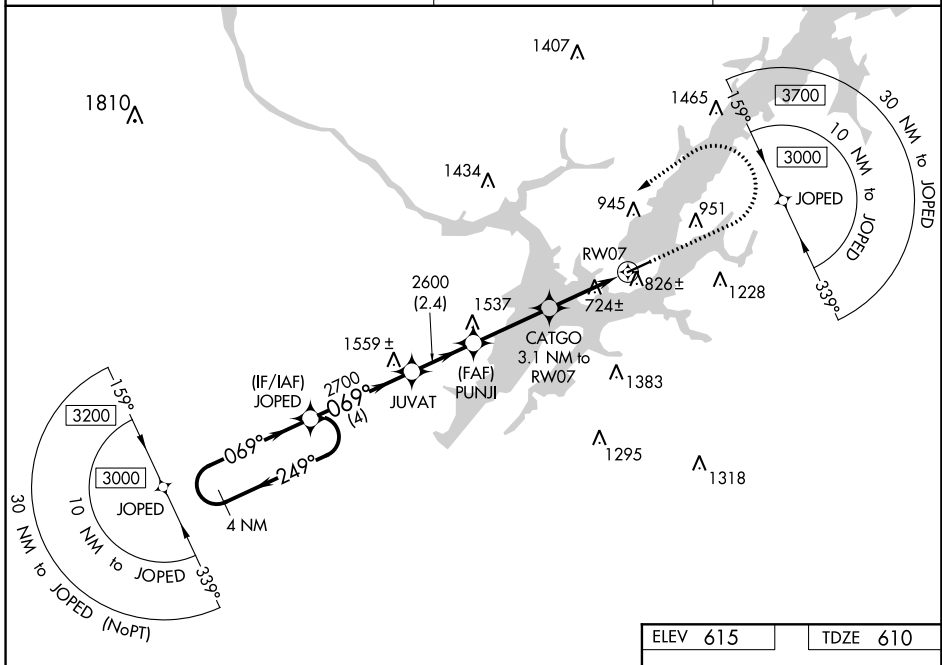 1407
1810
1465
159°
3700
30 NM to JOPED
3000
10 NM to JOPED
JOPED
339°
1434
945
951
RW07
826±
724±
1228
2600
(2.4)
1537
1559±
CATGO
3.1 NM to
RW07
(FAF)
PUNJI
JUVAT
1383
(IF/IAF)
JOPED
2700
069°
(4)
069°
249°
4 NM
1295
1318
159°
3200
3000
JOPED
10 NM to JOPED
30 NM to JOPED (NoPT)
339°
ELEV 615
TDZE 610